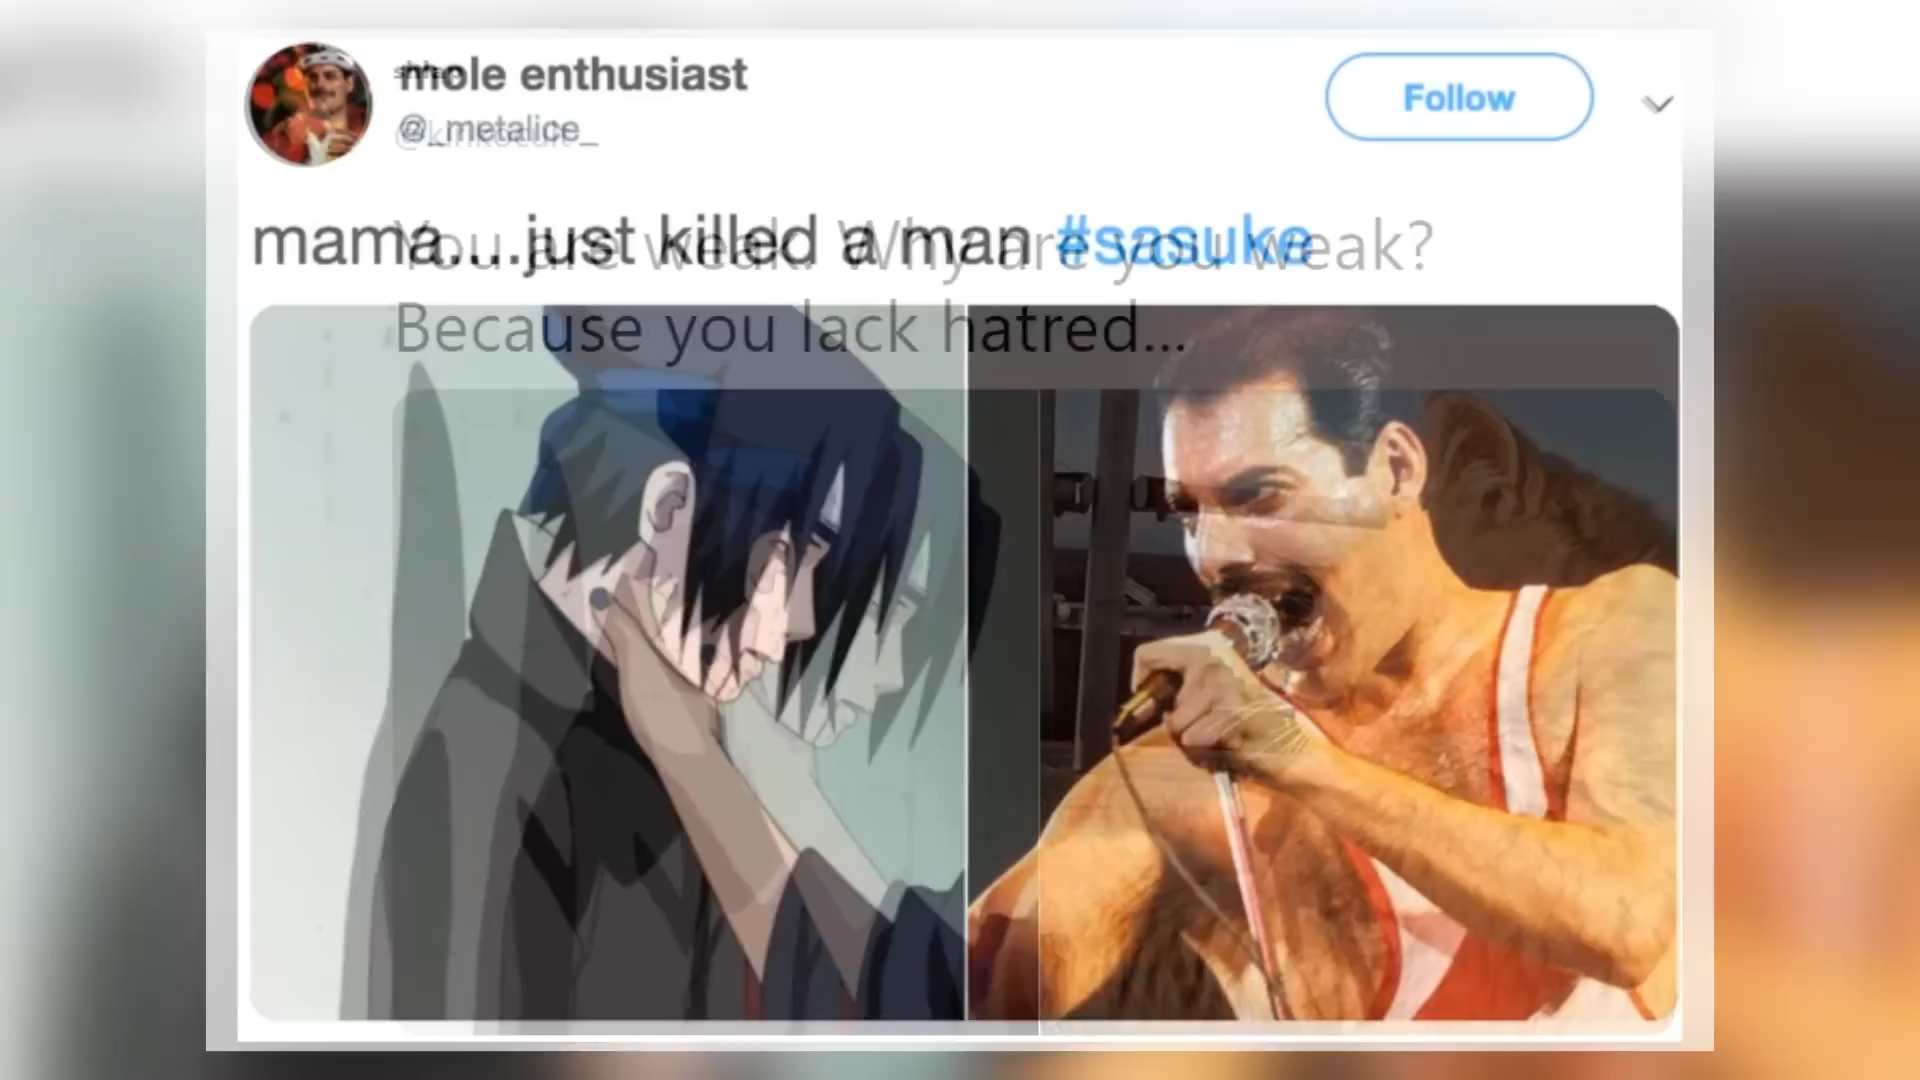 mole enthusiast
@_metalice_
Follow
mama....just killed a man #sasuke
You are weak. Why are you weak?
Because you lack hatred...